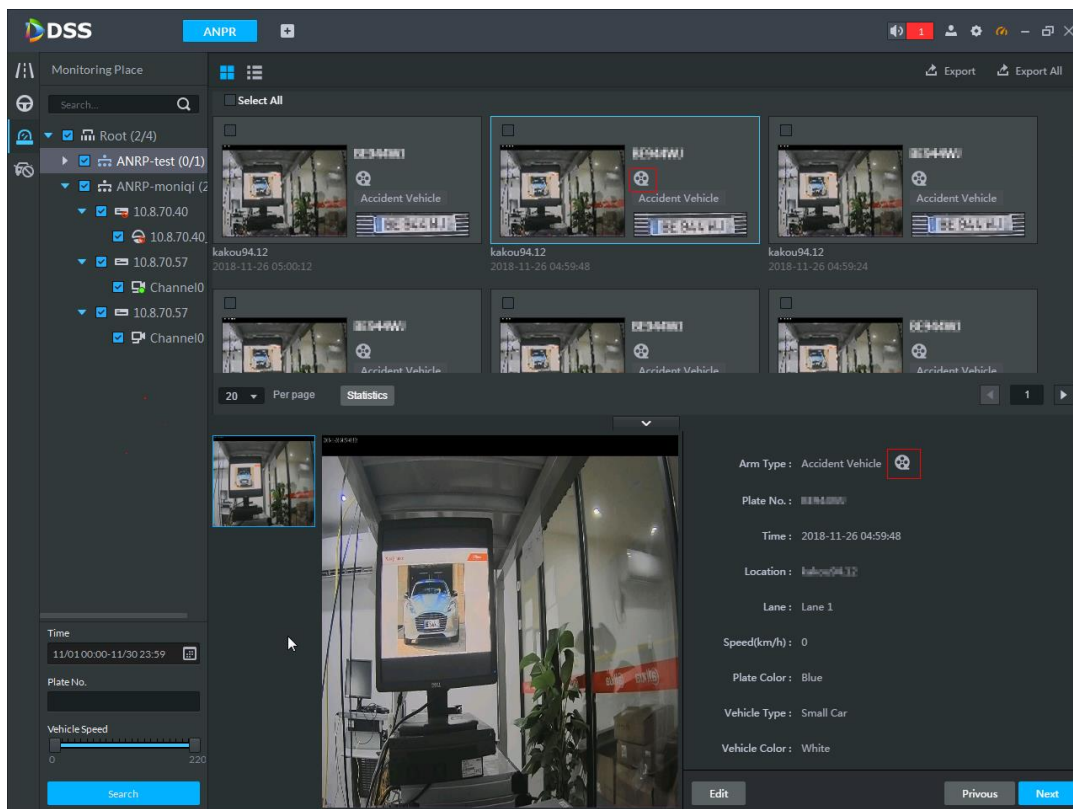 DSS
ANPR
1
Monitoring Place
Export
Export All
Search...
Select All
Root (2/4)
ANRP-test (0/1)
ANRP-moniqi (2
10.8.70.40
10.8.70.40_
10.8.70.57
Channel0
10.8.70.57
Channel0
Accident Vehicle
kakou94.12
2018-11-26 05:00:12
Accident Vehicle
kakou94.12
2018-11-26 04:59:48
Accident Vehicle
kakou94.12
2018-11-26 04:59:24
Accident Vehicle
Accident Vehicle
Accident Vehicle
20
Per page
Statistics
1
Arm Type : Accident Vehicle
Plate No. :
Time : 2018-11-26 04:59:48
Location :
Lane : Lane 1
Speed(km/h) : 0
Plate Color : Blue
Vehicle Type : Small Car
Vehicle Color : White
Time
11/01 00:00-11/30 23:59
Plate No.
Vehicle Speed
0
220
Search
Edit
Privous
Next